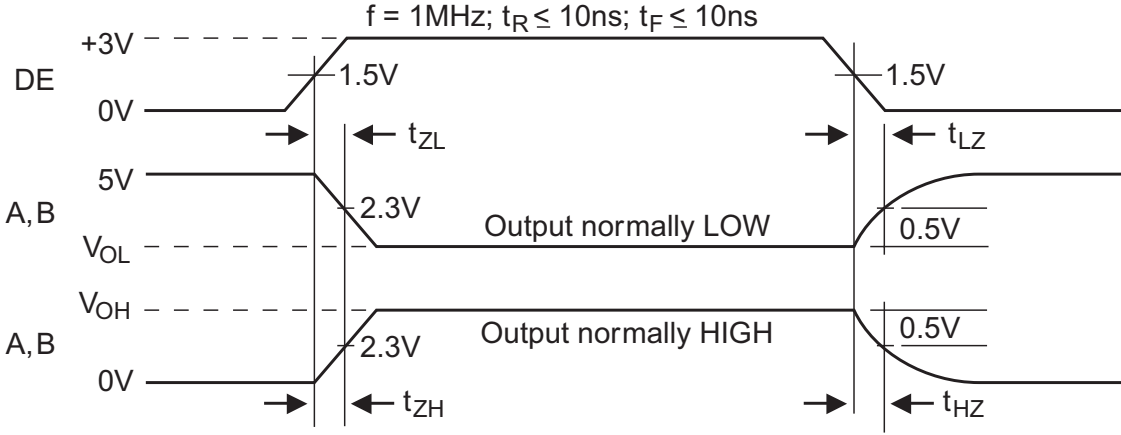 f = 1MHz; tR ≤ 10ns; tF ≤ 10ns
+3V
DE
1.5V
1.5V
0V
tZL
tLZ
5V
A,B
2.3V
Output normally LOW
0.5V
VOL
VOH
A,B
2.3V
Output normally HIGH
0.5V
0V
tZH
tHZ